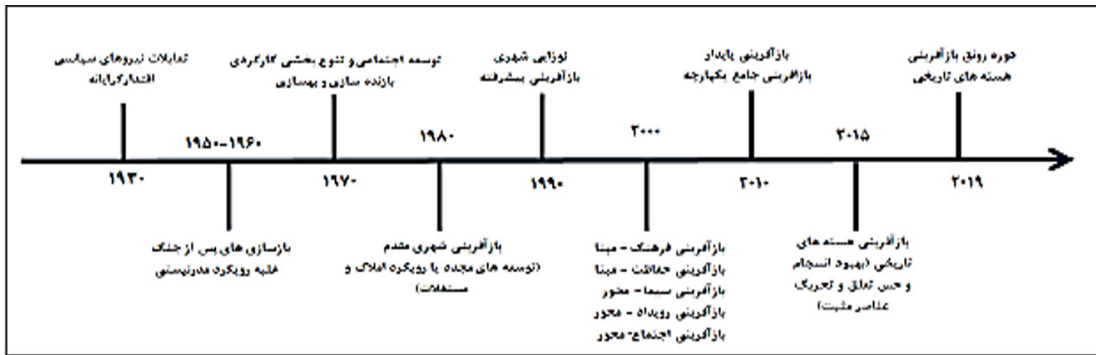 تمایلات نیروهای سیاسی
اقتدارگرایانه
۱۹۳۰
۱۹۵۰-۱۹۶۰
بازسازی های پس از جنگ
غلبه رویکرد مدرنیستی
توسعه اجتماعی و تنوع بخشی کارکردی
بازنده سازی و بهسازی
۱۹۷۰
۱۹۸۰
بازآفرینی شهری متقدم
(توسعه های مجدد با رویکرد املاک و
مستغلات)
نوزایی شهری
بازآفرینی پیشرفته
۱۹۹۰
۲۰۰۰
بازآفرینی فرهنگ - مبنا
بازآفرینی حفاظت - مبنا
بازآفرینی سیما - محور
بازآفرینی رویداد - محور
بازآفرینی اجتماع- محور
بازآفرینی پایدار
بازآفرینی جامع یکپارچه
۲۰۱۰
۲۰۱۵
بازآفرینی هسته های
تاریخی (بهبود انسجام
و حس تعلق و تحریک
عناصر مثبت)
دوره رونق بازآفرینی
هسته های تاریخی
۲۰۱۹